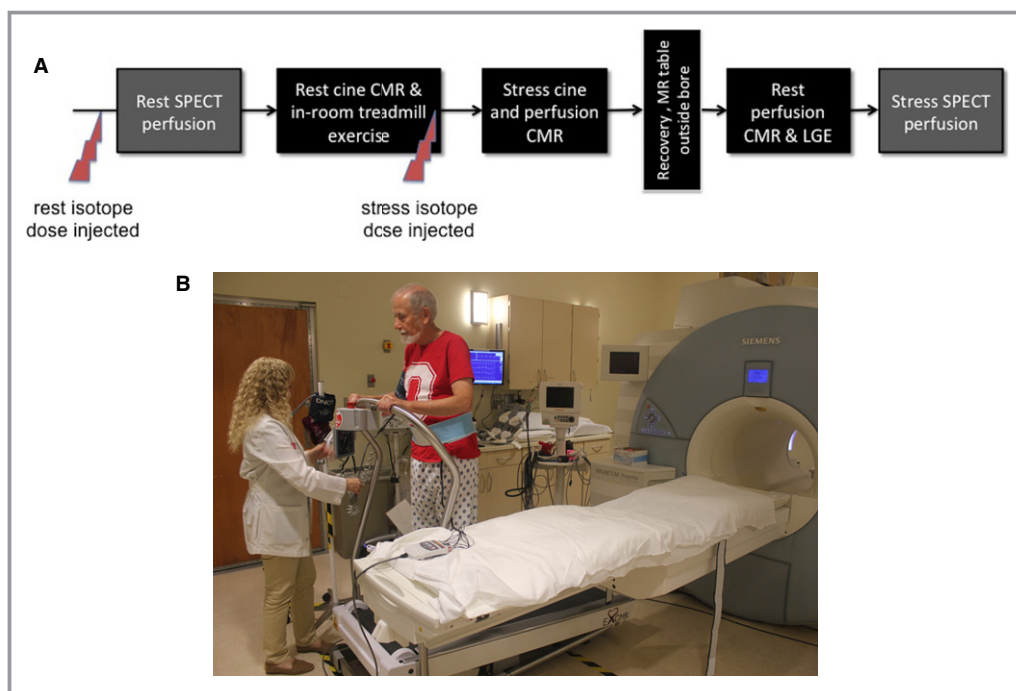 A
Rest SPECT
perfusion
Rest cine CMR &
in-room treadmill
exercise
Stress cine
and perfusion
CMR
Recovery , MR table
outside bore
Rest
perfusion
CMR & LGE
Stress SPECT
perfusion
rest isotope
dose injected
stress isotope
dose injected
B
SIEMENS
EXCMR